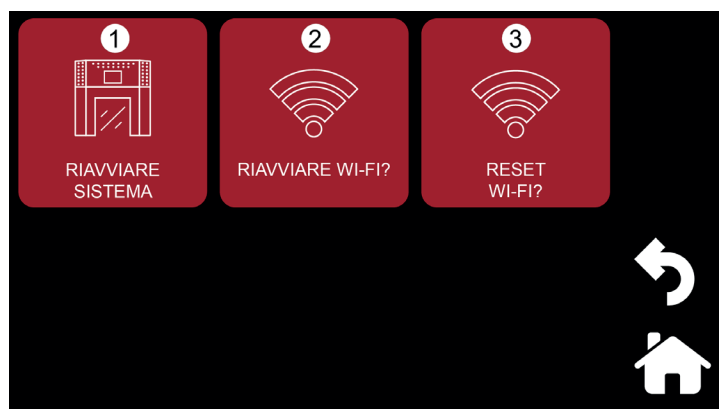 1
2
3
RIAVVIARE
SISTEMA
RIAVVIARE WI-FI?
RESET
WI-FI?